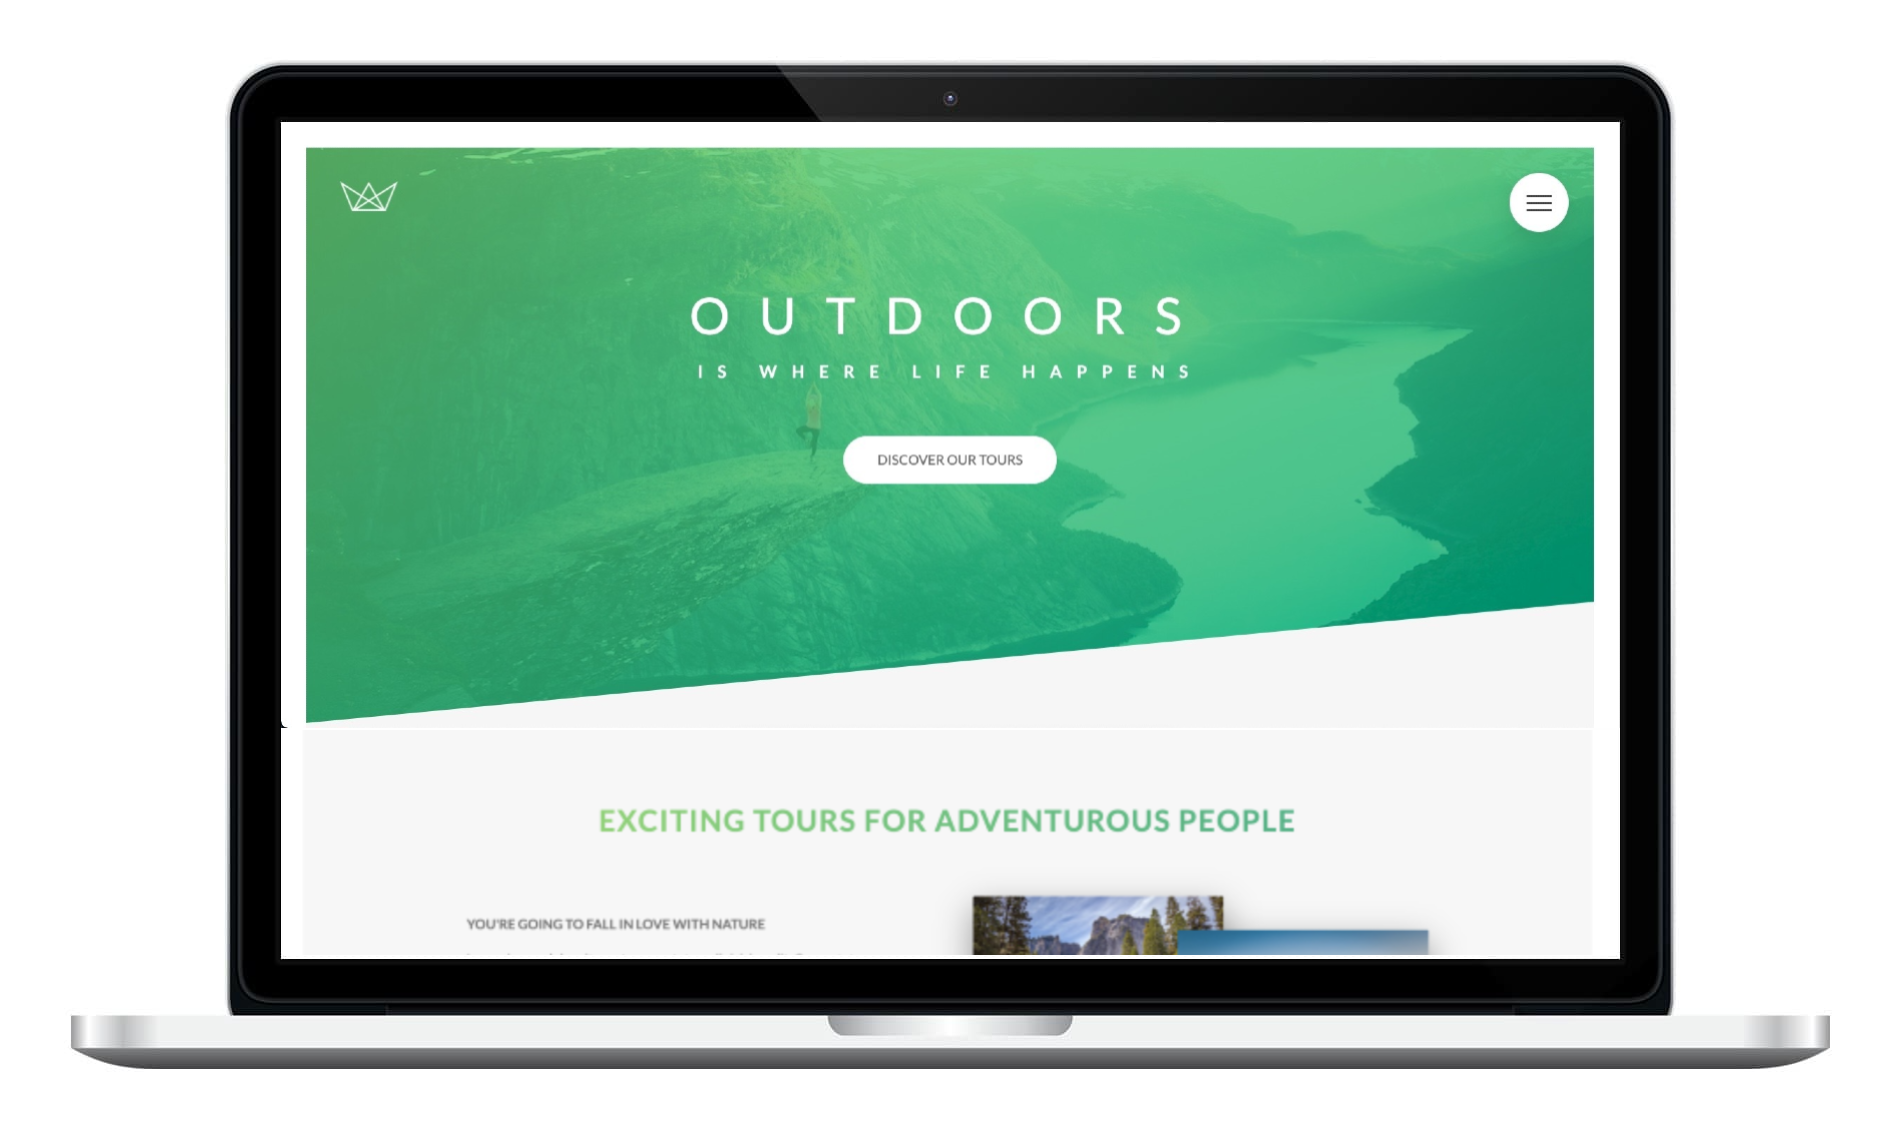 OUTDOORS
IS WHERE LIFE HAPPENS
DISCOVER OUR TOURS
EXCITING TOURS FOR ADVENTUROUS PEOPLE
YOU'RE GOING TO FALL IN LOVE WITH NATURE